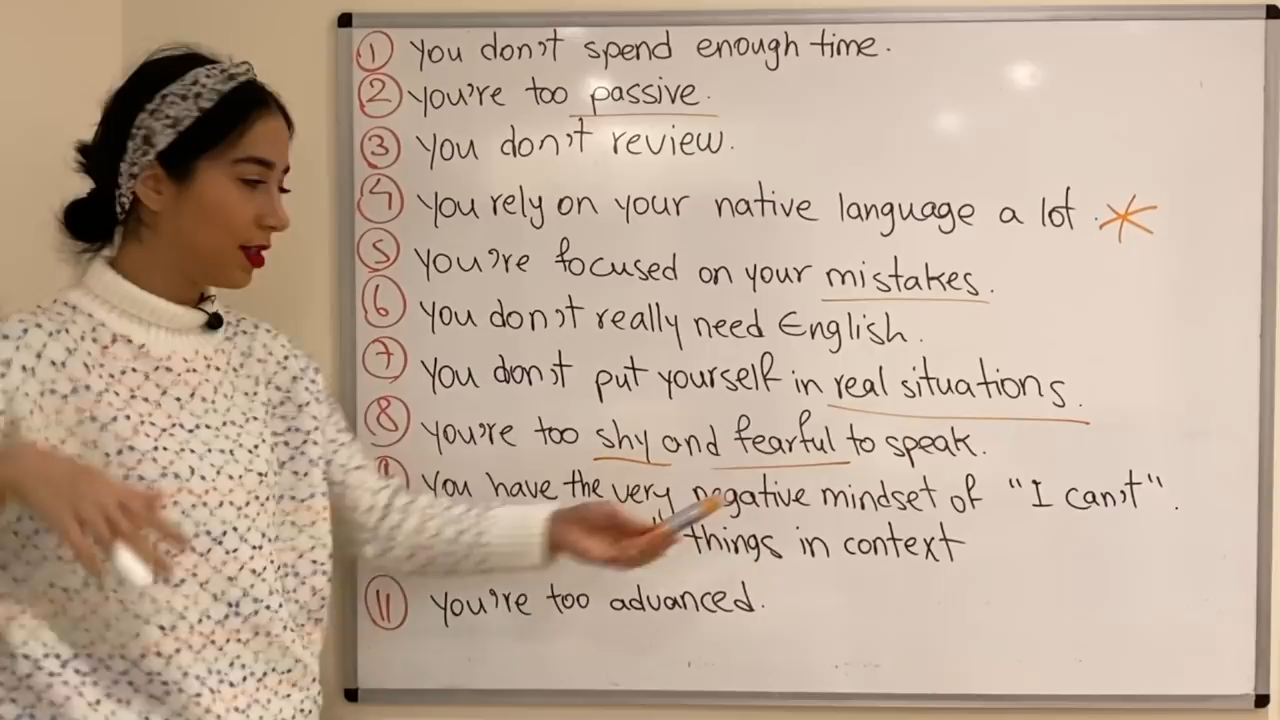 ① You don't spend enough time.
② You're too passive.
③ You don't review.
④ You rely on your native language a lot. *
⑤ You're focused on your mistakes.
⑥ You don't really need English.
⑦ You don't put yourself in real situations.
⑧ You're too shy and fearful to speak.
You have the very negative mindset of "I can't".
things in context
⑪ You're too advanced.